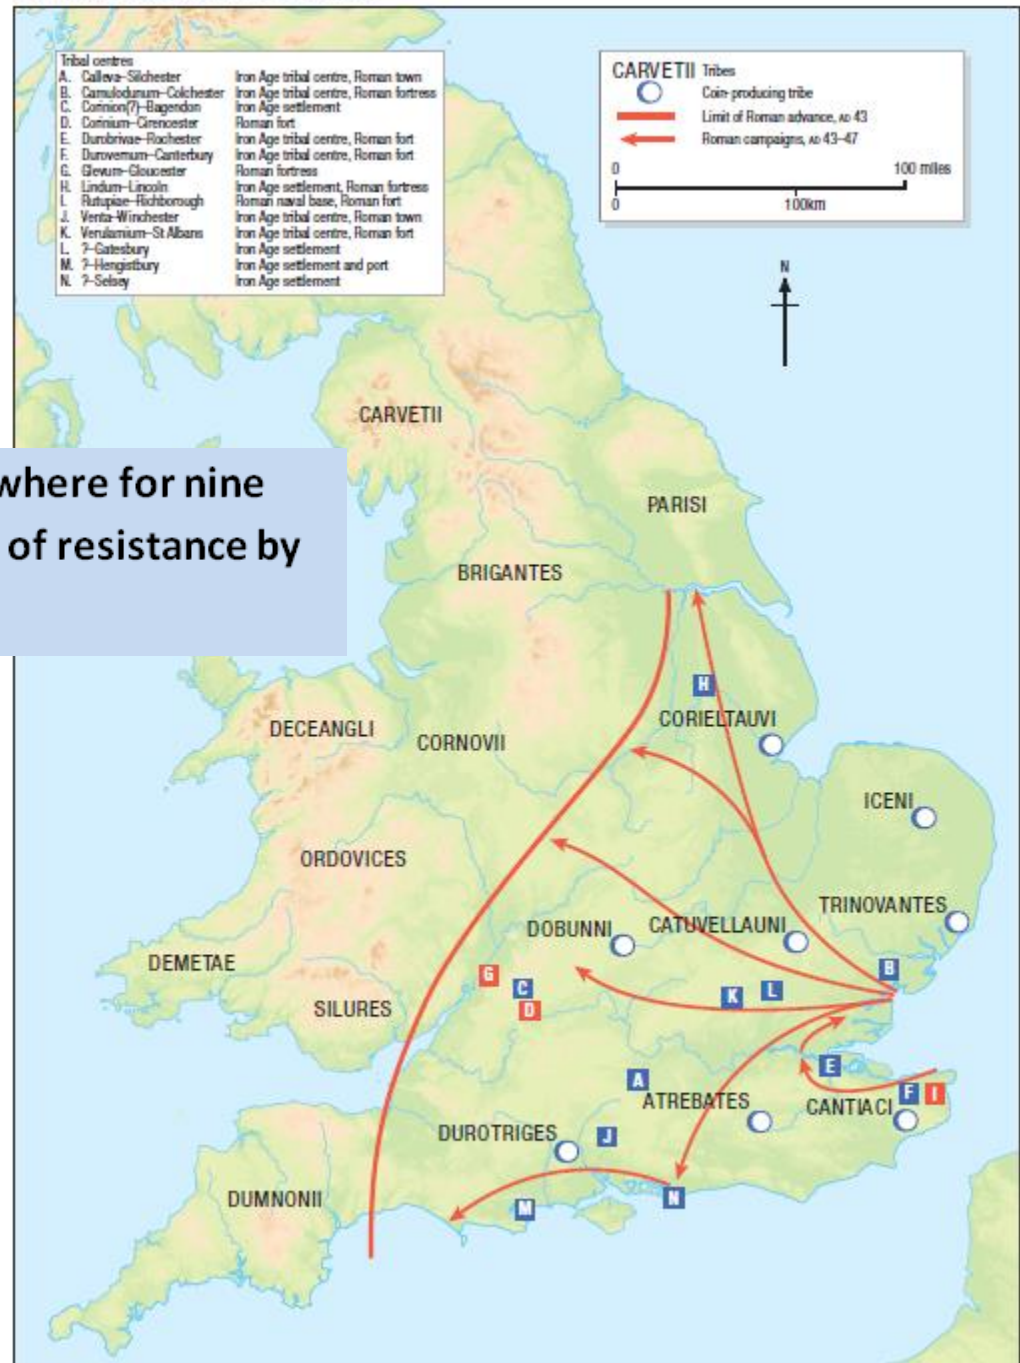 Tribal centres
A. Calleva–Silchester Iron Age tribal centre, Roman town
B. Camulodunum–Colchester Iron Age tribal centre, Roman fortress
C. Corinion(?)–Bagendon Iron Age settlement
D. Corinium–Cirencester Roman fort
E. Durobrivae–Rochester Iron Age tribal centre, Roman fort
F. Durovernum–Canterbury Iron Age tribal centre, Roman fort
G. Glevum–Gloucester Roman fortress
H. Lindum–Lincoln Iron Age settlement, Roman fortress
I. Rutupiae–Richborough Roman naval base, Roman fort
J. Venta–Winchester Iron Age tribal centre, Roman town
K. Verulamium–St Albans Iron Age tribal centre, Roman fort
L. ?–Gatesbury Iron Age settlement
M. ?–Hengistbury Iron Age settlement and port
N. ?–Selsey Iron Age settlement
CARVETII Tribes
Coin-producing tribe
Limit of Roman advance, AD 43
Roman campaigns, AD 43–47
0 100 miles
0 100km
N
CARVETII
where for nine
of resistance by
PARISI
BRIGANTES
H
CORIELTAUVI
DECEANGLI
CORNOVII
ICENI
ORDOVICES
TRINOVANTES
DOBUNNI
CATUVELLAUNI
DEMETAE
B
G
C
K
L
D
SILURES
E
A
ATREBATES
CANTIACI
F
I
DUROTRIGES
J
DUMNONII
M
N